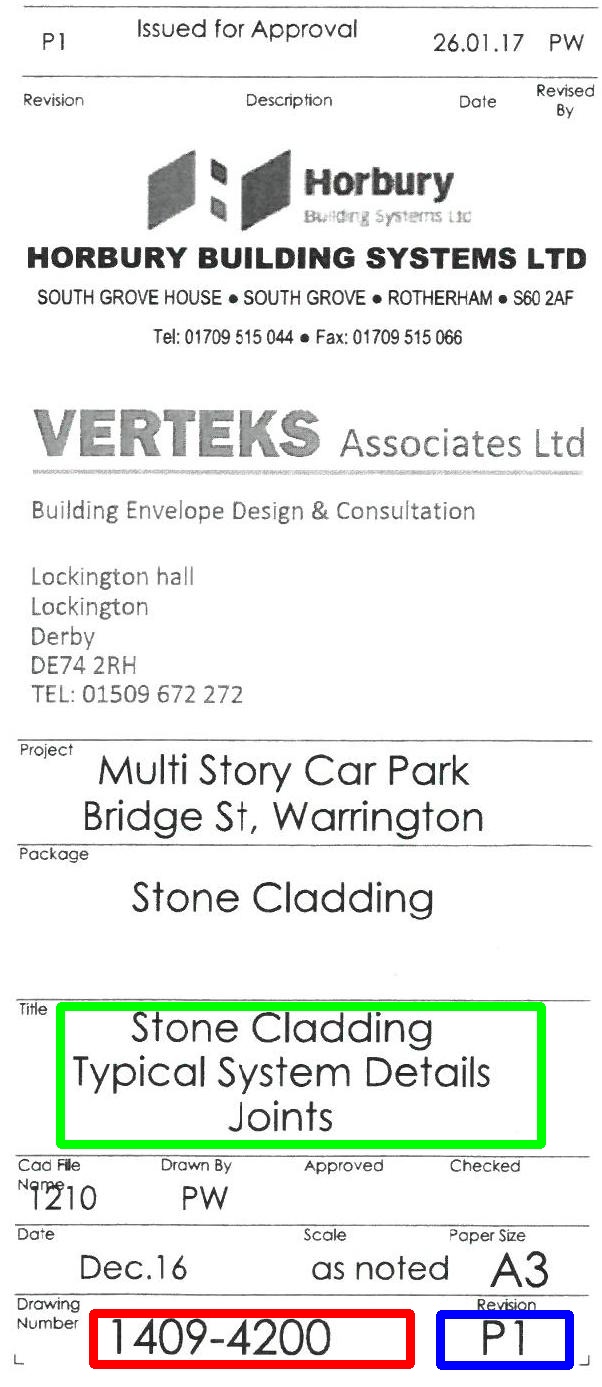 P1 Issued for Approval 26.01.17 PW
Revision Description Date Revised By
Horbury
Building Systems Ltd
HORBURY BUILDING SYSTEMS LTD
SOUTH GROVE HOUSE ● SOUTH GROVE ● ROTHERHAM ● S60 2AF
Tel: 01709 515 044 ● Fax: 01709 515 066
VERTEKS Associates Ltd
Building Envelope Design & Consultation
Lockington hall
Lockington
Derby
DE74 2RH
TEL: 01509 672 272
Project
Multi Story Car Park
Bridge St, Warrington
Package
Stone Cladding
Title
Stone Cladding
Typical System Details
Joints
Cad File Name Drawn By Approved Checked
1210 PW
Date Scale Paper Size
Dec.16 as noted A3
Drawing Number Revision
1409-4200 P1